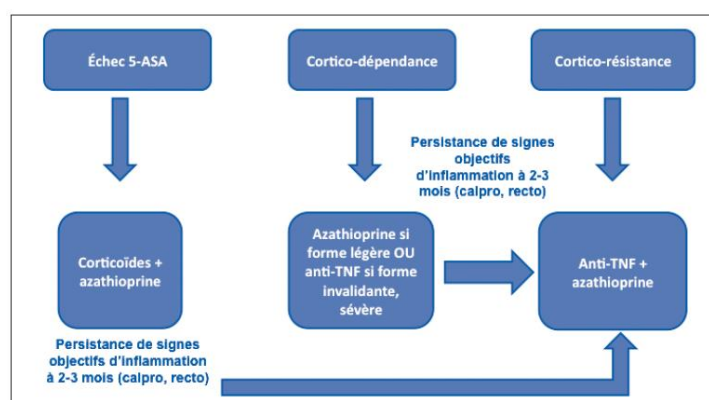 Échec 5-ASA
Cortico-dépendance
Cortico-résistance
Persistance de signes
objectifs
d'inflammation à 2-3
mois (calpro, recto)
Corticoïdes +
azathioprine
Azathioprine si
forme légère OU
anti-TNF si forme
invalidante,
sévère
Anti-TNF +
azathioprine
Persistance de signes
objectifs d'inflammation
à 2-3 mois (calpro, recto)